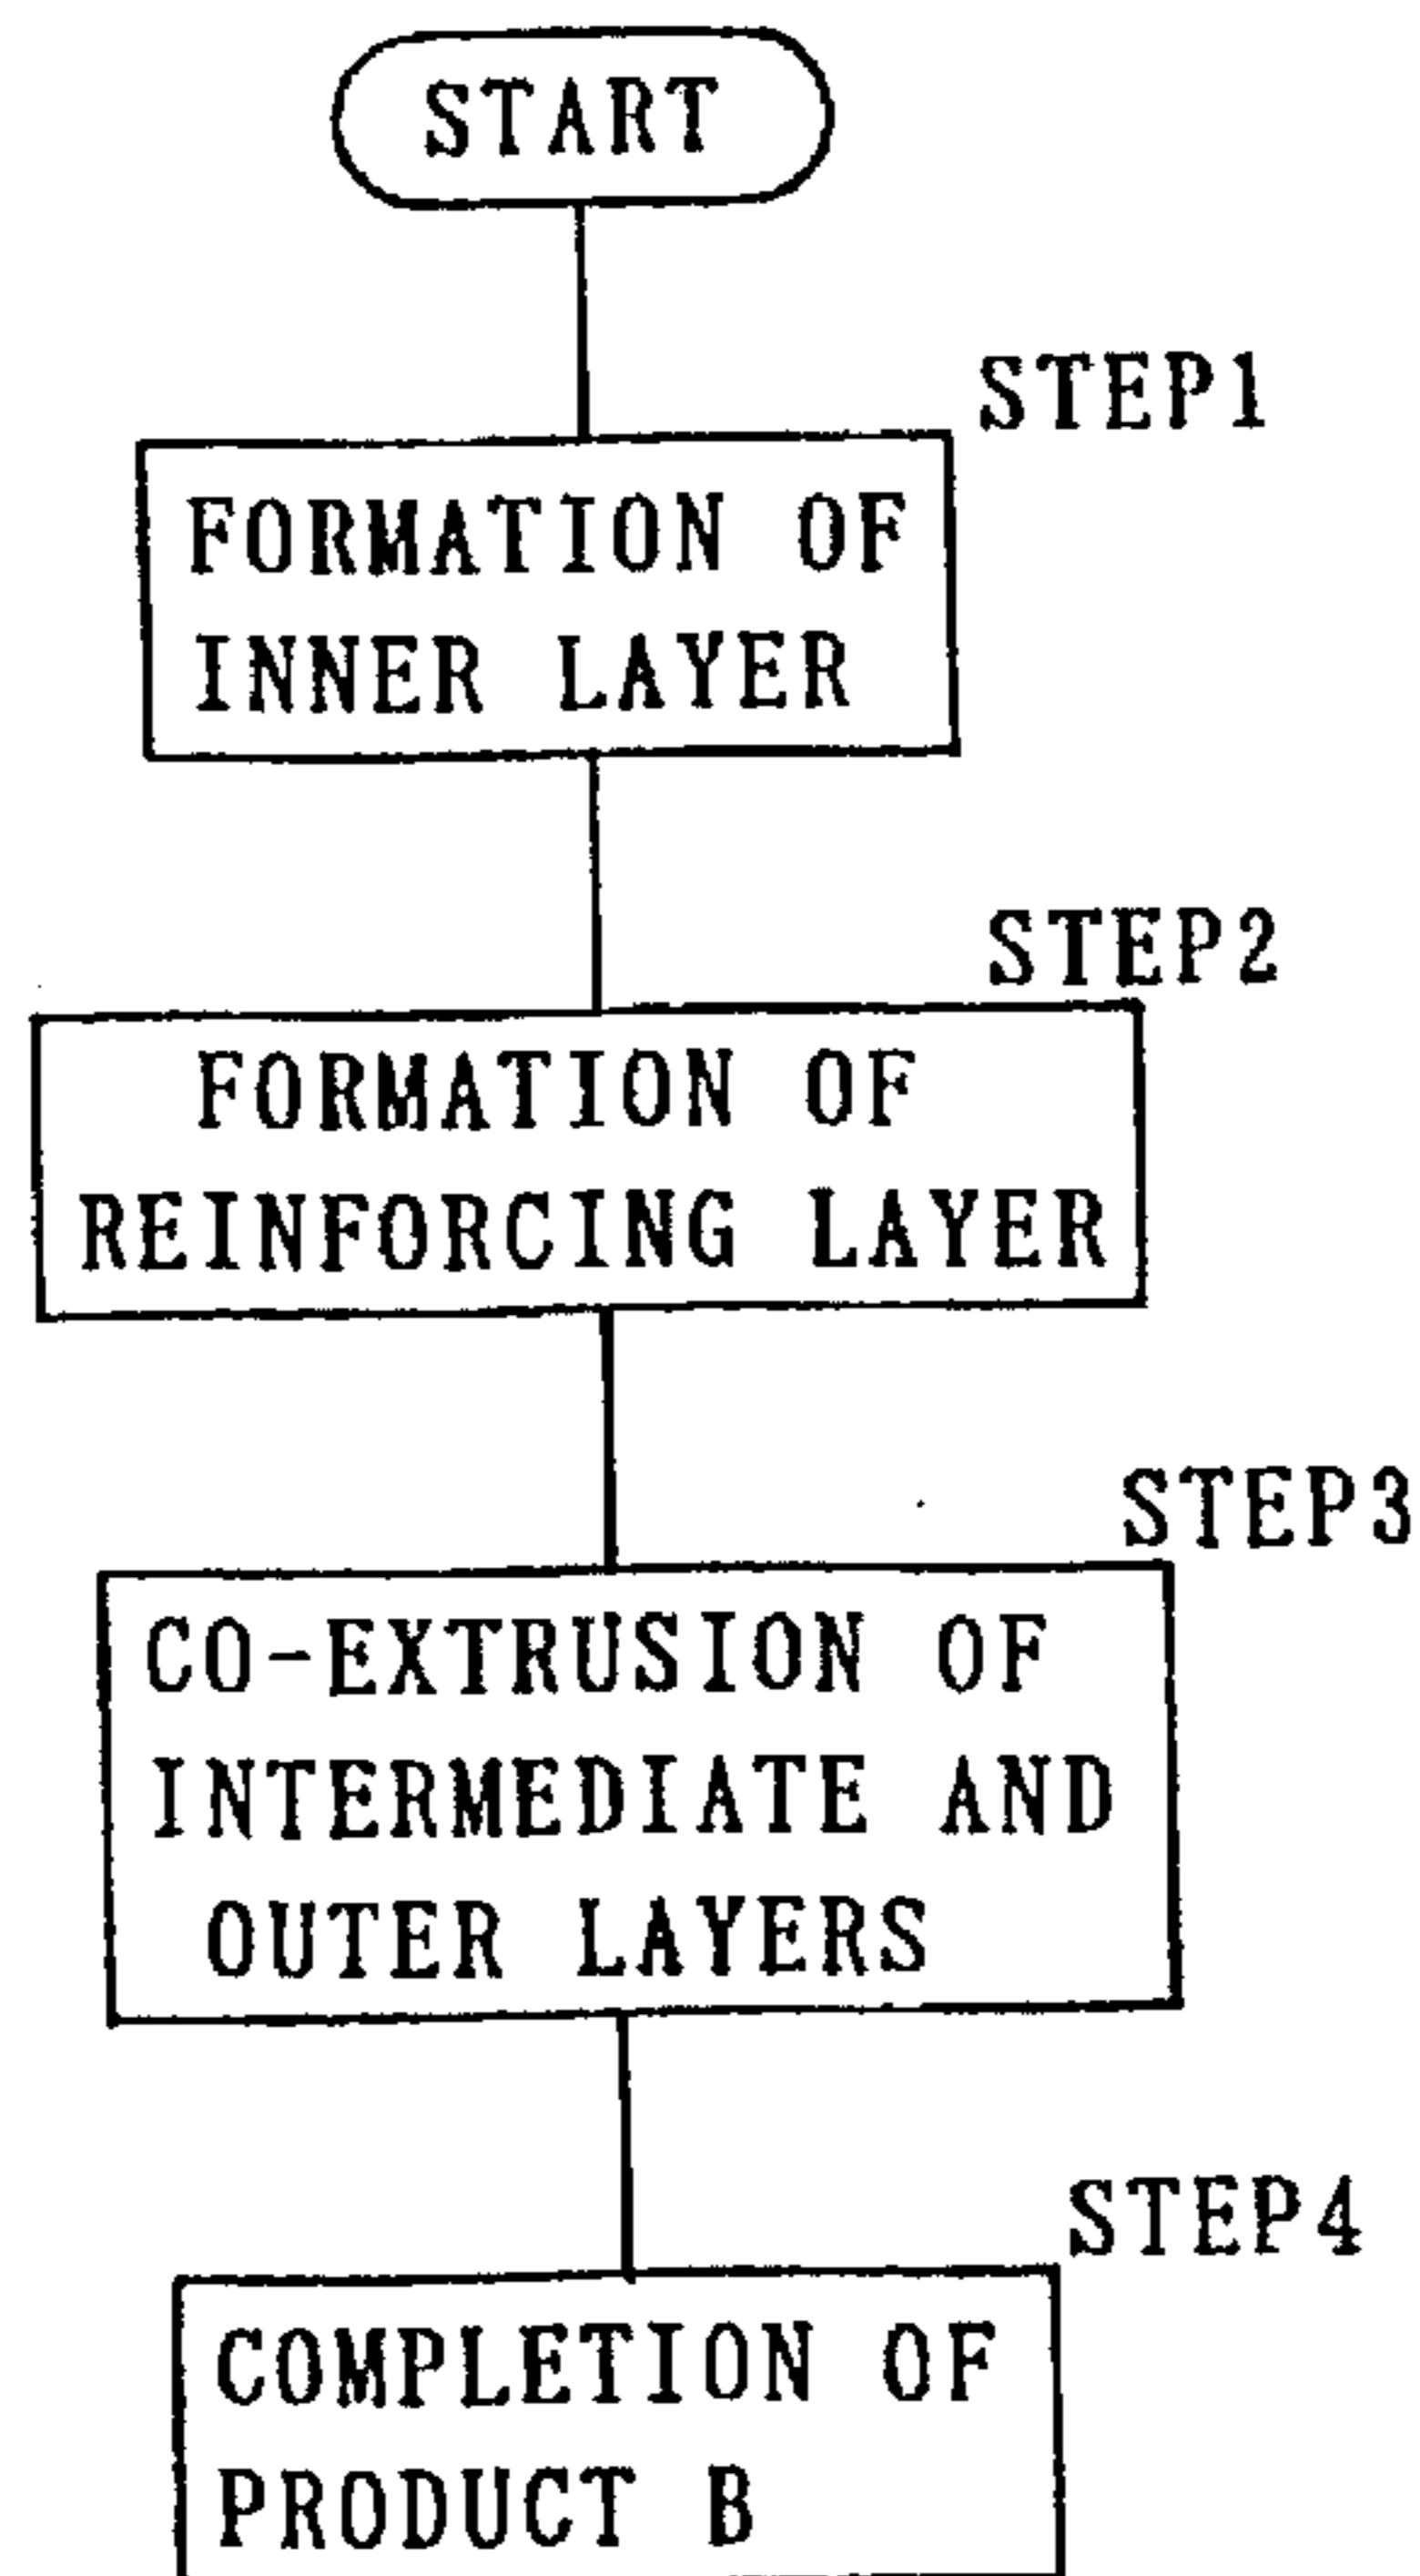 START
STEP1
FORMATION OF
INNER LAYER
STEP2
FORMATION OF
REINFORCING LAYER
STEP3
CO-EXTRUSION OF
INTERMEDIATE AND
OUTER LAYERS
STEP4
COMPLETION OF
PRODUCT B